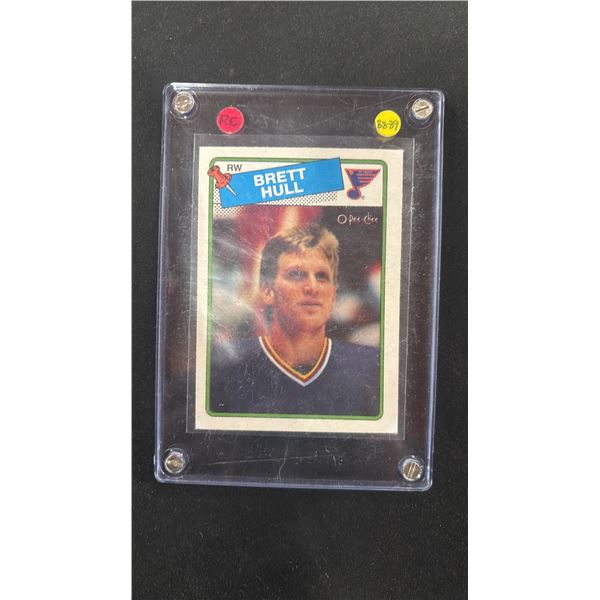 RC
88-89
RW
BRETT
HULL
O-Pee-Chee